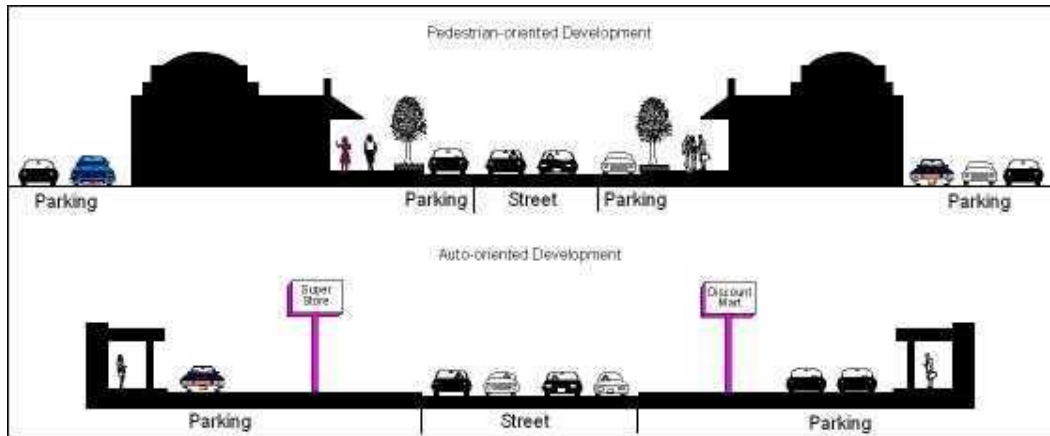 Pedestrian-oriented Development
Parking
Parking
Street
Parking
Parking
Auto-oriented Development
Super
Store
Discount
Mart
Parking
Street
Parking